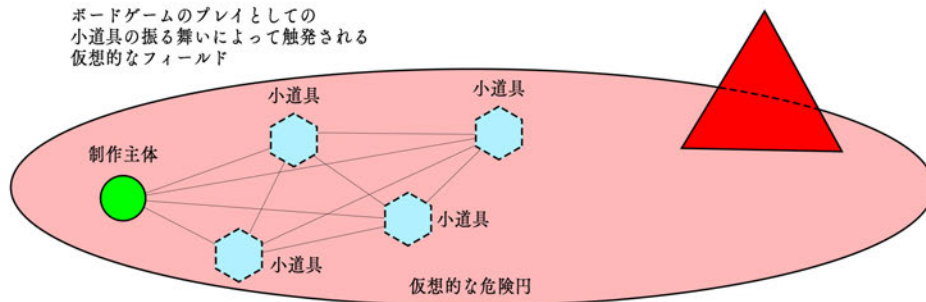 ボードゲームのプレイとしての
小道具の振る舞いによって触発される
仮想的なフィールド
小道具
小道具
制作主体
小道具
小道具
仮想的な危険円